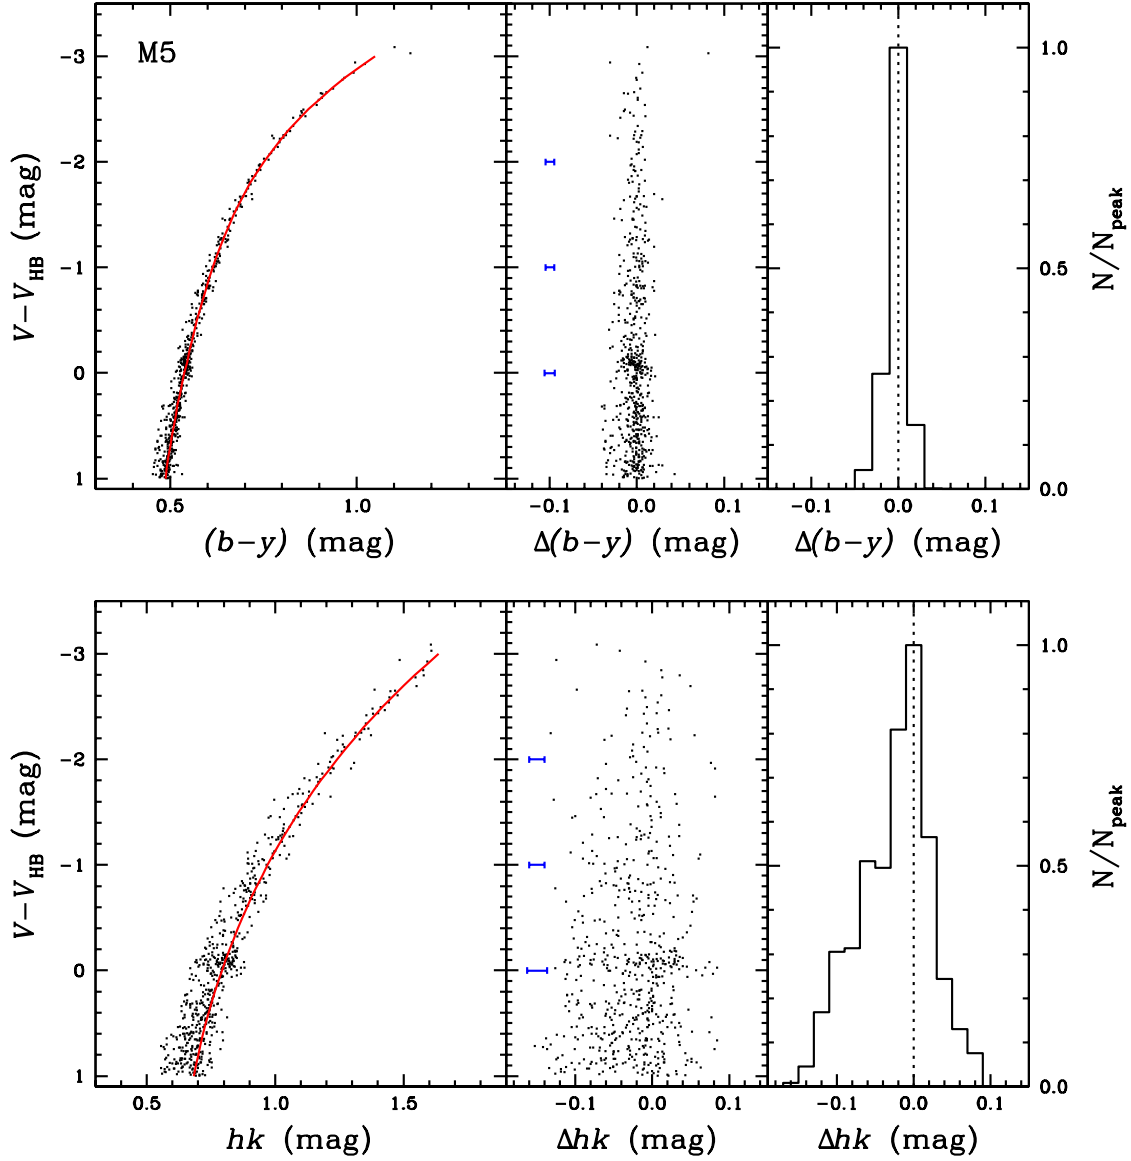 M5
-3
-2
-1
0
1
V-V_HB (mag)
0.5 1.0
(b-y) (mag)
-0.1 0.0 0.1
Δ(b-y) (mag)
-0.1 0.0 0.1
Δ(b-y) (mag)
1.0
0.5
0.0
N/N_peak
-3
-2
-1
0
1
V-V_HB (mag)
0.5 1.0 1.5
hk (mag)
-0.1 0.0 0.1
Δhk (mag)
-0.1 0.0 0.1
Δhk (mag)
1.0
0.5
0.0
N/N_peak